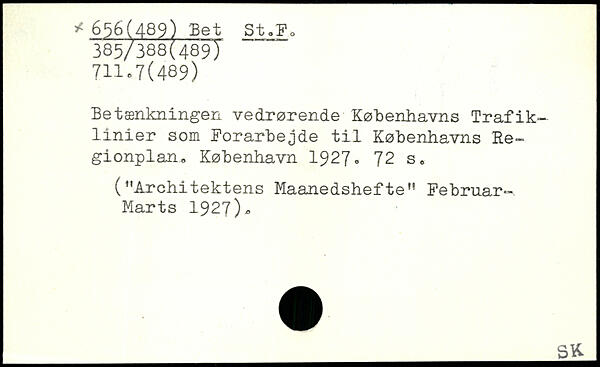 × 656(489) Bet St.F.
385/388(489)
711.7(489)
Betænkningen vedrørende Københavns Trafik-
linier som Forarbejde til Københavns Re-
gionplan. København 1927. 72 s.
("Architektens Maanedshefte" Februar-
Marts 1927).
SK